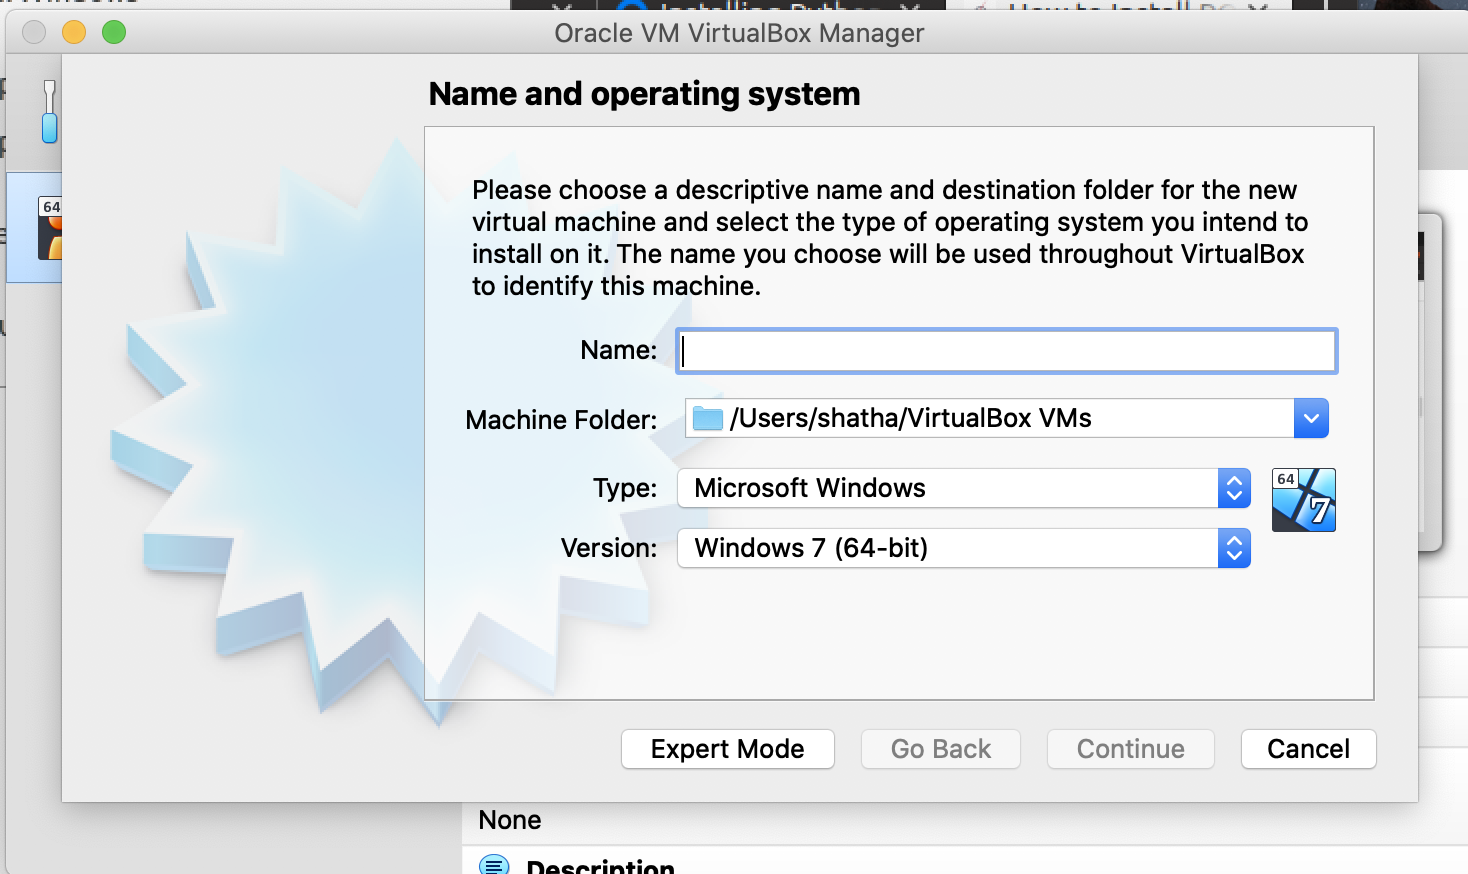 Oracle VM VirtualBox Manager
Name and operating system
64
Please choose a descriptive name and destination folder for the new
virtual machine and select the type of operating system you intend to
install on it. The name you choose will be used throughout VirtualBox
to identify this machine.
Name:
Machine Folder: /Users/shatha/VirtualBox VMs
Type: Microsoft Windows
64
7
Version: Windows 7 (64-bit)
Expert Mode Go Back Continue Cancel
None
Description